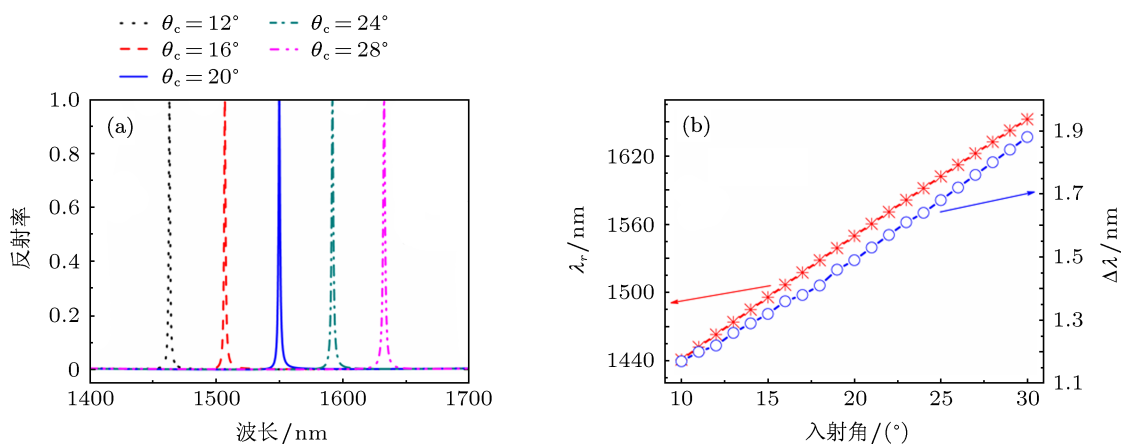 θc = 12° θc = 24°
θc = 16° θc = 28°
θc = 20°
(a)
反射率
1.0
0.8
0.6
0.4
0.2
0
1400 1500 1600 1700
波长/nm
(b)
λr/nm
1620
1560
1500
1440
Δλ/nm
1.9
1.7
1.5
1.3
1.1
10 15 20 25 30
入射角/(°)